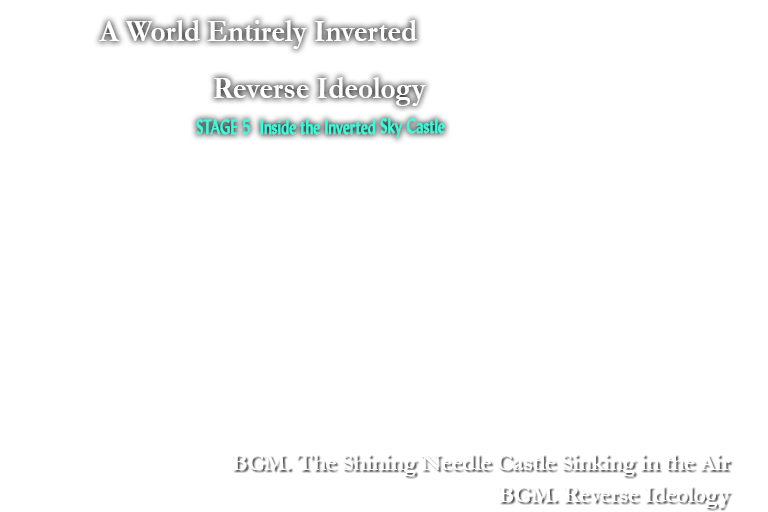 A World Entirely Inverted
Reverse Ideology
STAGE 5 Inside the Inverted Sky Castle
BGM. The Shining Needle Castle Sinking in the Air
BGM. Reverse Ideology